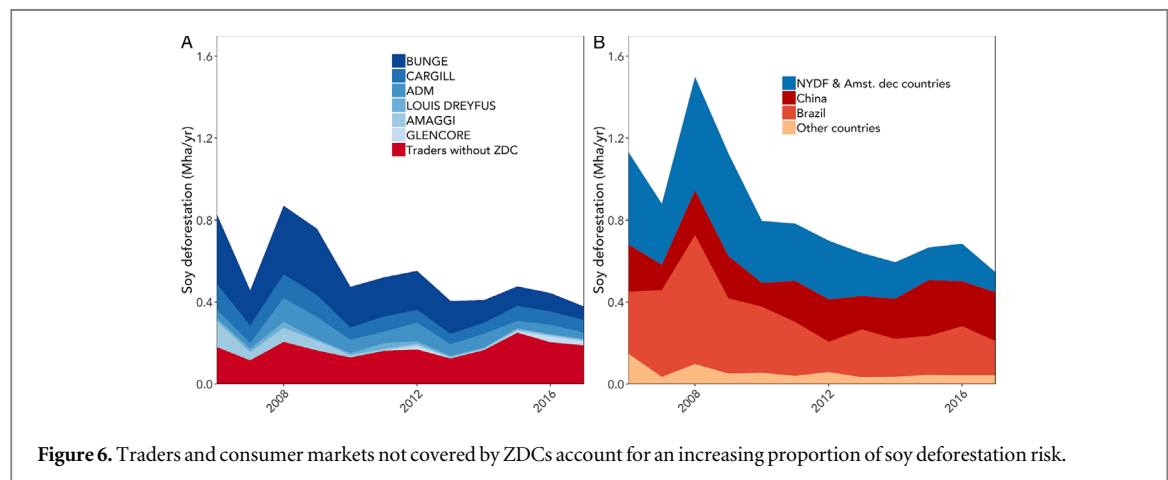 A
Soy deforestation (Mha/yr)
1.6
1.2
0.8
0.4
0.0
2008
2012
2016
BUNGE
CARGILL
ADM
LOUIS DREYFUS
AMAGGI
GLENCORE
Traders without ZDC
B
Soy deforestation (Mha/yr)
1.6
1.2
0.8
0.4
0.0
2008
2012
2016
NYDF & Amst. dec countries
China
Brazil
Other countries
Figure 6. Traders and consumer markets not covered by ZDCs account for an increasing proportion of soy deforestation risk.